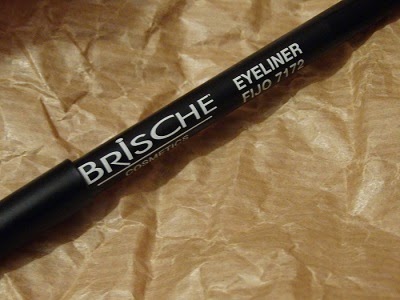 BRiSCHE
COSMETICS
EYELINER
FIJO 7172